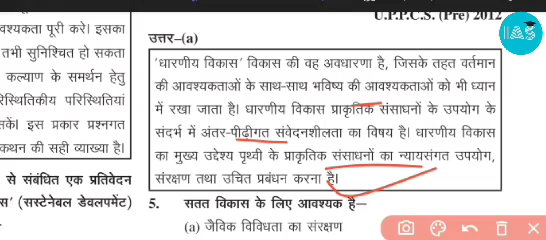 U.P.P.C.S. (Pre) 2012
IAS
वश्यकता पूरी करे। इसका
तभी सुनिश्चित हो सकता
कल्याण के समर्थन हेतु
रिस्थितिकीय परिस्थितियां
सकें। इस प्रकार प्रश्नगत
कथन की सही व्याख्या है।
से संबंधित एक प्रतिवेदन
स' (सस्टेनेबल डेवलपमेंट)
उत्तर–(a)
'धारणीय विकास' विकास की वह अवधारणा है, जिसके तहत वर्तमान
की आवश्यकताओं के साथ-साथ भविष्य की आवश्यकताओं को भी ध्यान
में रखा जाता है। धारणीय विकास प्राकृतिक संसाधनों के उपयोग के
संदर्भ में अंतर-पीढ़ीगत संवेदनशीलता का विषय है। धारणीय विकास
का मुख्य उद्देश्य पृथ्वी के प्राकृतिक संसाधनों का न्यायसंगत उपयोग,
संरक्षण तथा उचित प्रबंधन करना है।
5. सतत विकास के लिए आवश्यक है–
(a) जैविक विविधता का संरक्षण